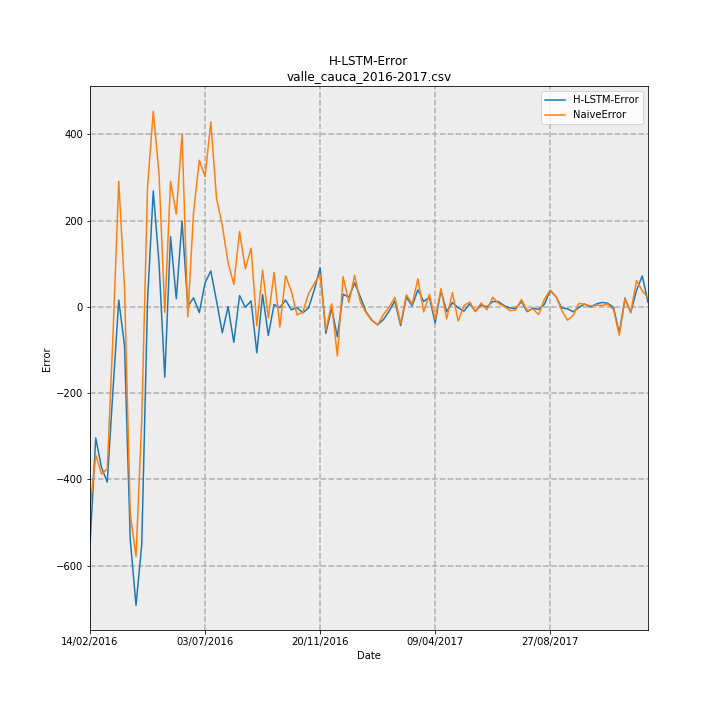 H-LSTM-Error
valle_cauca_2016-2017.csv
H-LSTM-Error
NaiveError
400
200
0
−200
−400
−600
Error
14/02/2016
03/07/2016
20/11/2016
09/04/2017
27/08/2017
Date